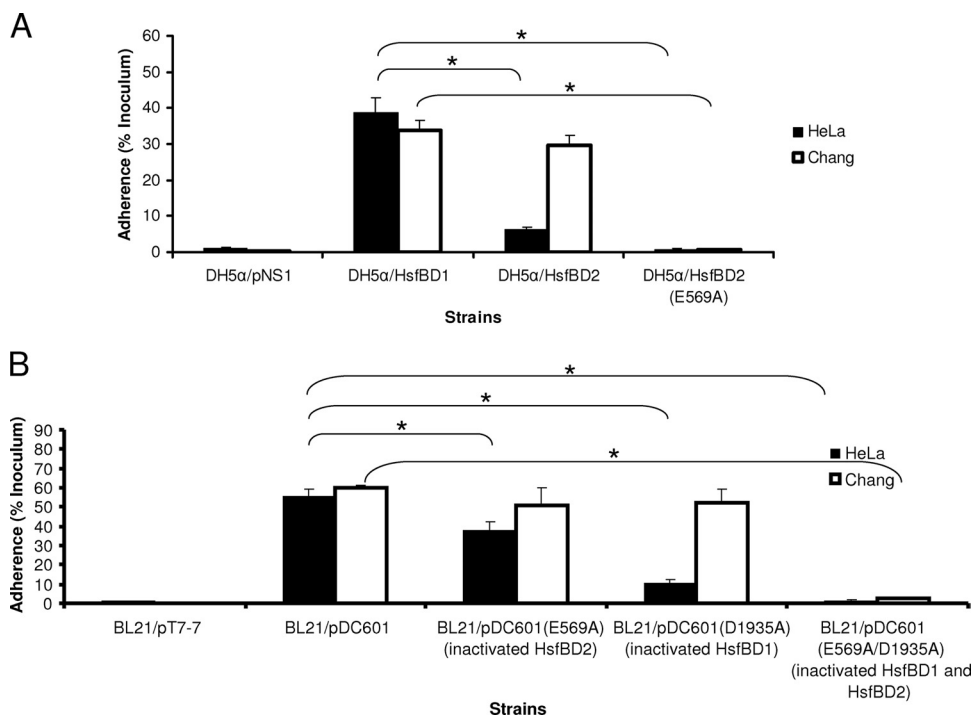 A
*
*
*
60
50
40
30
20
10
0
Adherence (% Inoculum)
HeLa
Chang
DH5α/pNS1
DH5α/HsfBD1
DH5α/HsfBD2
DH5α/HsfBD2
(E569A)
Strains
B
*
*
*
*
90
80
70
60
50
40
30
20
10
0
Adherence (% Inoculum)
HeLa
Chang
BL21/pT7-7
BL21/pDC601
BL21/pDC601(E569A)
(inactivated HsfBD2)
BL21/pDC601(D1935A)
(inactivated HsfBD1)
BL21/pDC601
(E569A/D1935A)
(inactivated HsfBD1 and
HsfBD2)
Strains